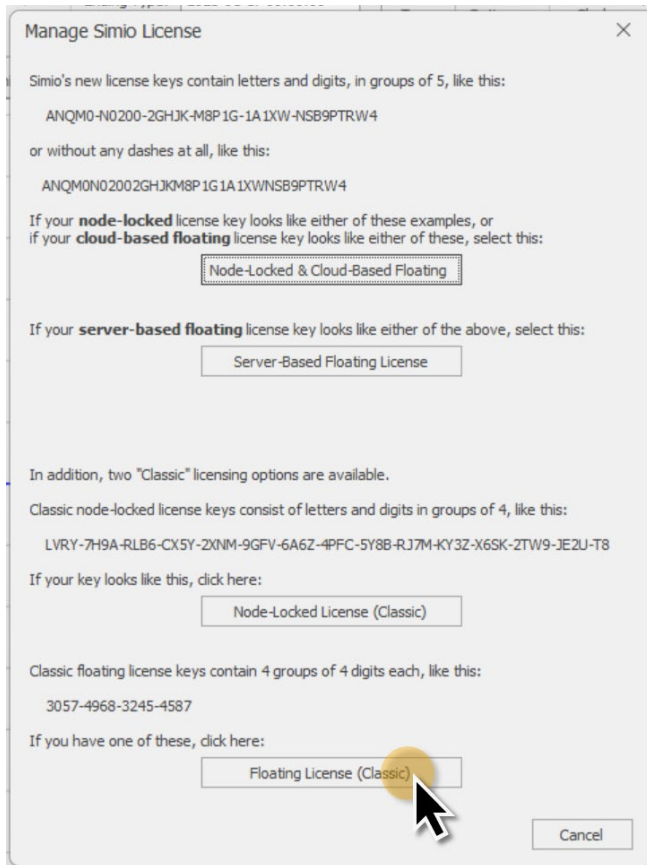 Manage Simio License
Simio's new license keys contain letters and digits, in groups of 5, like this:
ANQM0-N0200-2GHJK-M8P1G-1A1XW-NSB9PTRW4
or without any dashes at all, like this:
ANQM0N02002GHJKM8P1G1A1XWNSB9PTRW4
If your node-locked license key looks like either of these examples, or
if your cloud-based floating license key looks like either of these, select this:
Node-Locked & Cloud-Based Floating
If your server-based floating license key looks like either of the above, select this:
Server-Based Floating License
In addition, two "Classic" licensing options are available.
Classic node-locked license keys consist of letters and digits in groups of 4, like this:
LVRY-7H9A-RLB6-CX5Y-2XNM-9GFV-6A6Z-4PFC-5Y8B-RJ7M-KY3Z-X6SK-2TW9-JE2U-T8
If your key looks like this, click here:
Node-Locked License (Classic)
Classic floating license keys contain 4 groups of 4 digits each, like this:
3057-4968-3245-4587
If you have one of these, click here:
Floating License (Classic)
Cancel